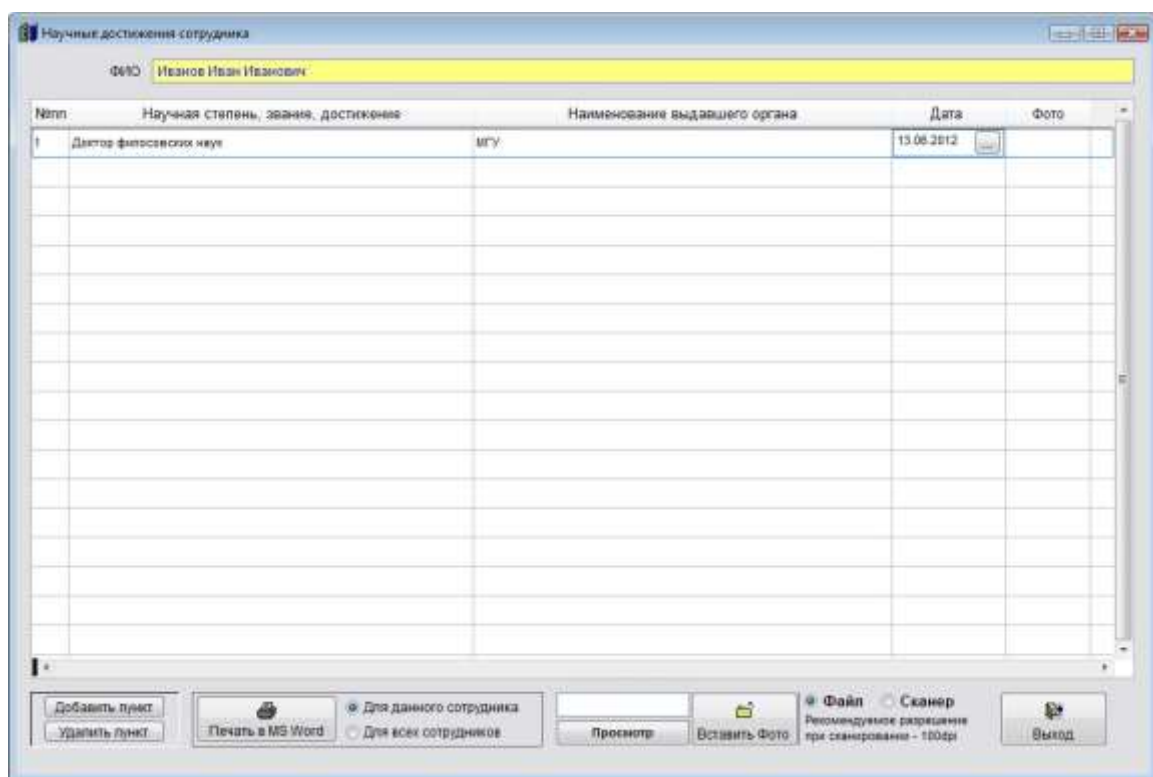 Научные достижения сотрудника
ФИО Иванов Иван Иванович
№пп Научная степень, звание, достижение Наименование выдавшего органа Дата Фото
1 Доктор философских наук МГУ 13.06.2012 ...
Добавить пункт
Удалить пункт
Печать в MS Word
Для данного сотрудника
Для всех сотрудников
Просмотр
Вставить Фото
Файл Сканер
Рекомендуемое разрешение
при сканировании - 100dpi
Выход